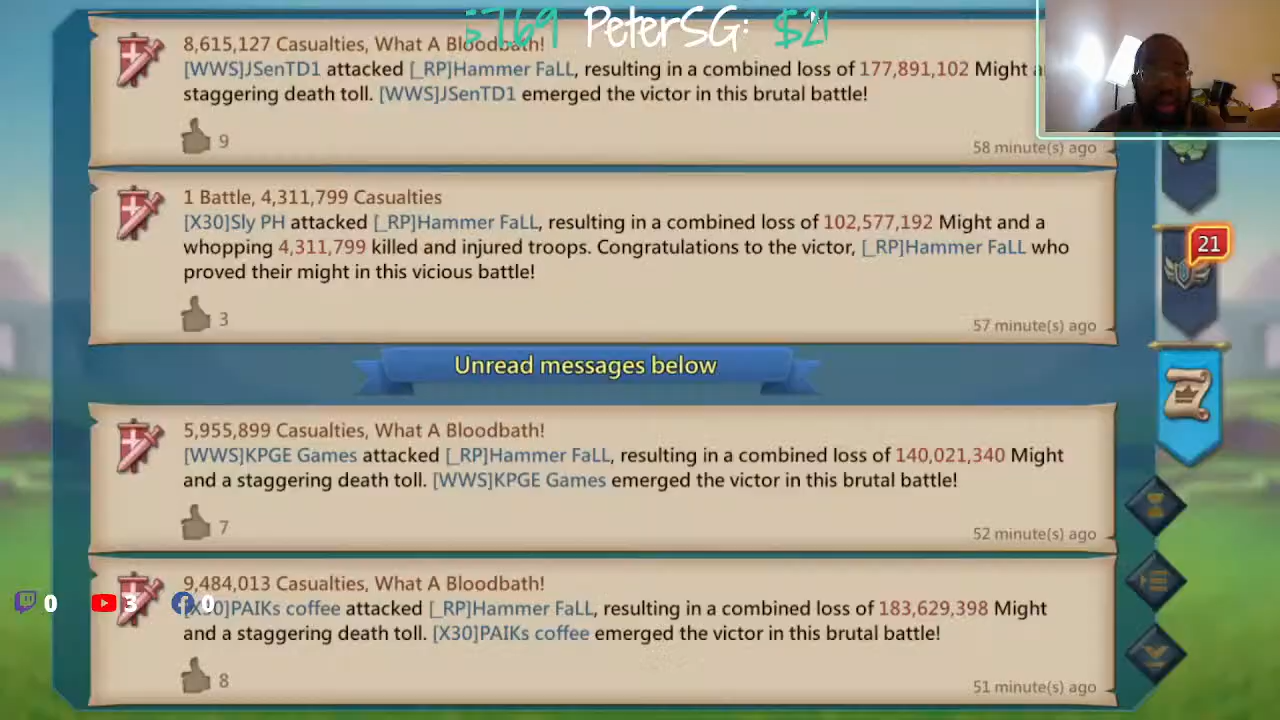 5769 PeterSG: $2
8,615,127 Casualties, What A Bloodbath!
[WWS]JSenTD1 attacked [_RP]Hammer FaLL, resulting in a combined loss of 177,891,102 Might
staggering death toll. [WWS]JSenTD1 emerged the victor in this brutal battle!
9
58 minute(s) ago
1 Battle, 4,311,799 Casualties
[X30]Sly PH attacked [_RP]Hammer FaLL, resulting in a combined loss of 102,577,192 Might and a
whopping 4,311,799 killed and injured troops. Congratulations to the victor, [_RP]Hammer FaLL who
proved their might in this vicious battle!
3
57 minute(s) ago
21
Unread messages below
5,955,899 Casualties, What A Bloodbath!
[WWS]KPGE Games attacked [_RP]Hammer FaLL, resulting in a combined loss of 140,021,340 Might
and a staggering death toll. [WWS]KPGE Games emerged the victor in this brutal battle!
7
52 minute(s) ago
9,484,013 Casualties, What A Bloodbath!
[X30]PAIKs coffee attacked [_RP]Hammer FaLL, resulting in a combined loss of 183,629,398 Might
and a staggering death toll. [X30]PAIKs coffee emerged the victor in this brutal battle!
8
51 minute(s) ago
0 3 0